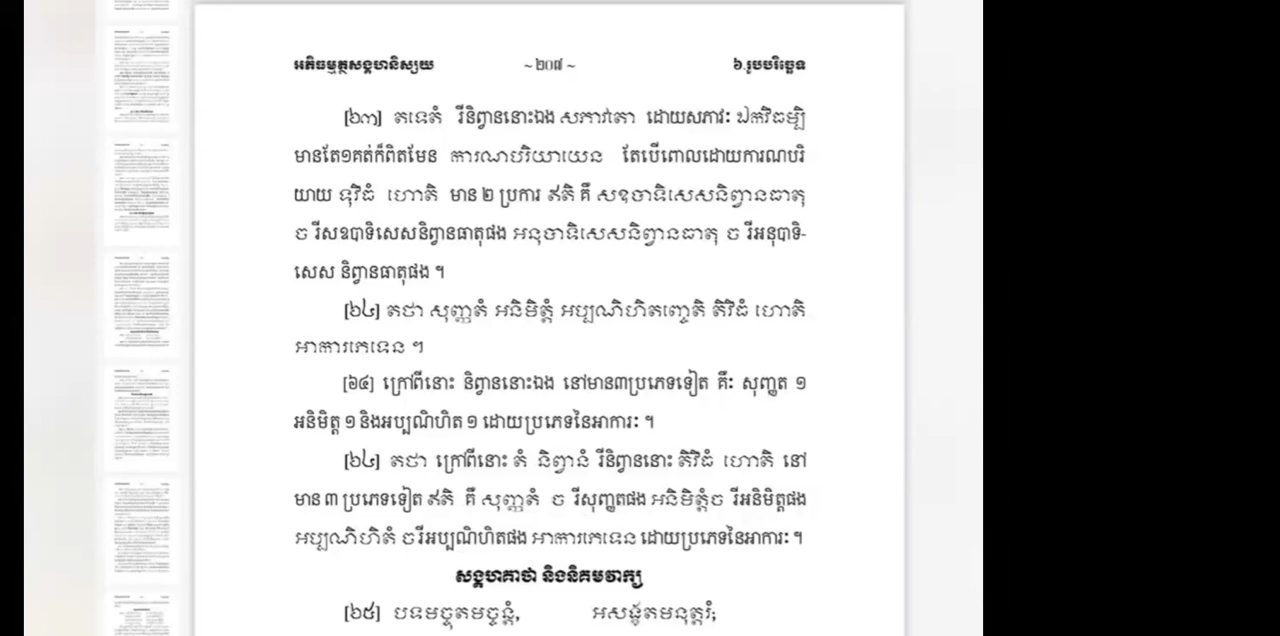 អភិធម្មត្ថសង្គហនិស្សយ ~ ២០៧ ~ ៦.រូបបរិច្ឆេទ
[៦៣] តទេតំ រីនិព្វាននោះឯង សភាវតោ ដោយសភាវៈ ឯកវិធម្បិ
មានតែ១គត់ក៏ពិតមែន ការណបរិយាយេន តែបើពោលដោយការណបរិ
យាយ ទុវិធំ ហោតិ មាន ២ ប្រការ ឥតិ គឺ សឧបាទិសេសនិព្វានធាតុ
ច រីសឧបាទិសេសនិព្វានធាតុផង អនុបាទិសេសនិព្វានធាតុ ច រីអនុបាទិ-
សេស និព្វានធាតុផង ។
[៦៤] តថា សុញ្ញតំ អនិមិត្តំ អប្បណិហិតញ្ចេតិ តិវិធំ ហោតិ
អាការភេទេន ។
[៦៤] ក្រៅពីនោះ និព្វាននោះឯង នៅមាន៣ប្រភេទទៀត គឺៈ សុញ្ញត ១
អនិមិត្ត ១ និងអប្បណិហិត ១ ដោយប្រភេទនៃអាការៈ ។
[៦៤] តថា ក្រៅពីនោះ តំ និព្វានំ រីនិព្វាននោះ តិវិធំ ហោតិ នៅ
មាន ៣ ប្រភេទទៀត ឥតិ គឺ សុញ្ញតំ ច រីសុញ្ញតផង អនិមិត្តំច រីអនិមិត្តផង
អប្បណិហិតំ ច រីអប្បណិហិតផង អាការភេទេន ដោយប្រភេទនៃអាការៈ ។
សង្គហគាថា និងនិគមវាក្យ
[៦៥] បទមច្ចុតមច្ចន្តំ, អសង្ខតមនុត្តរំ;